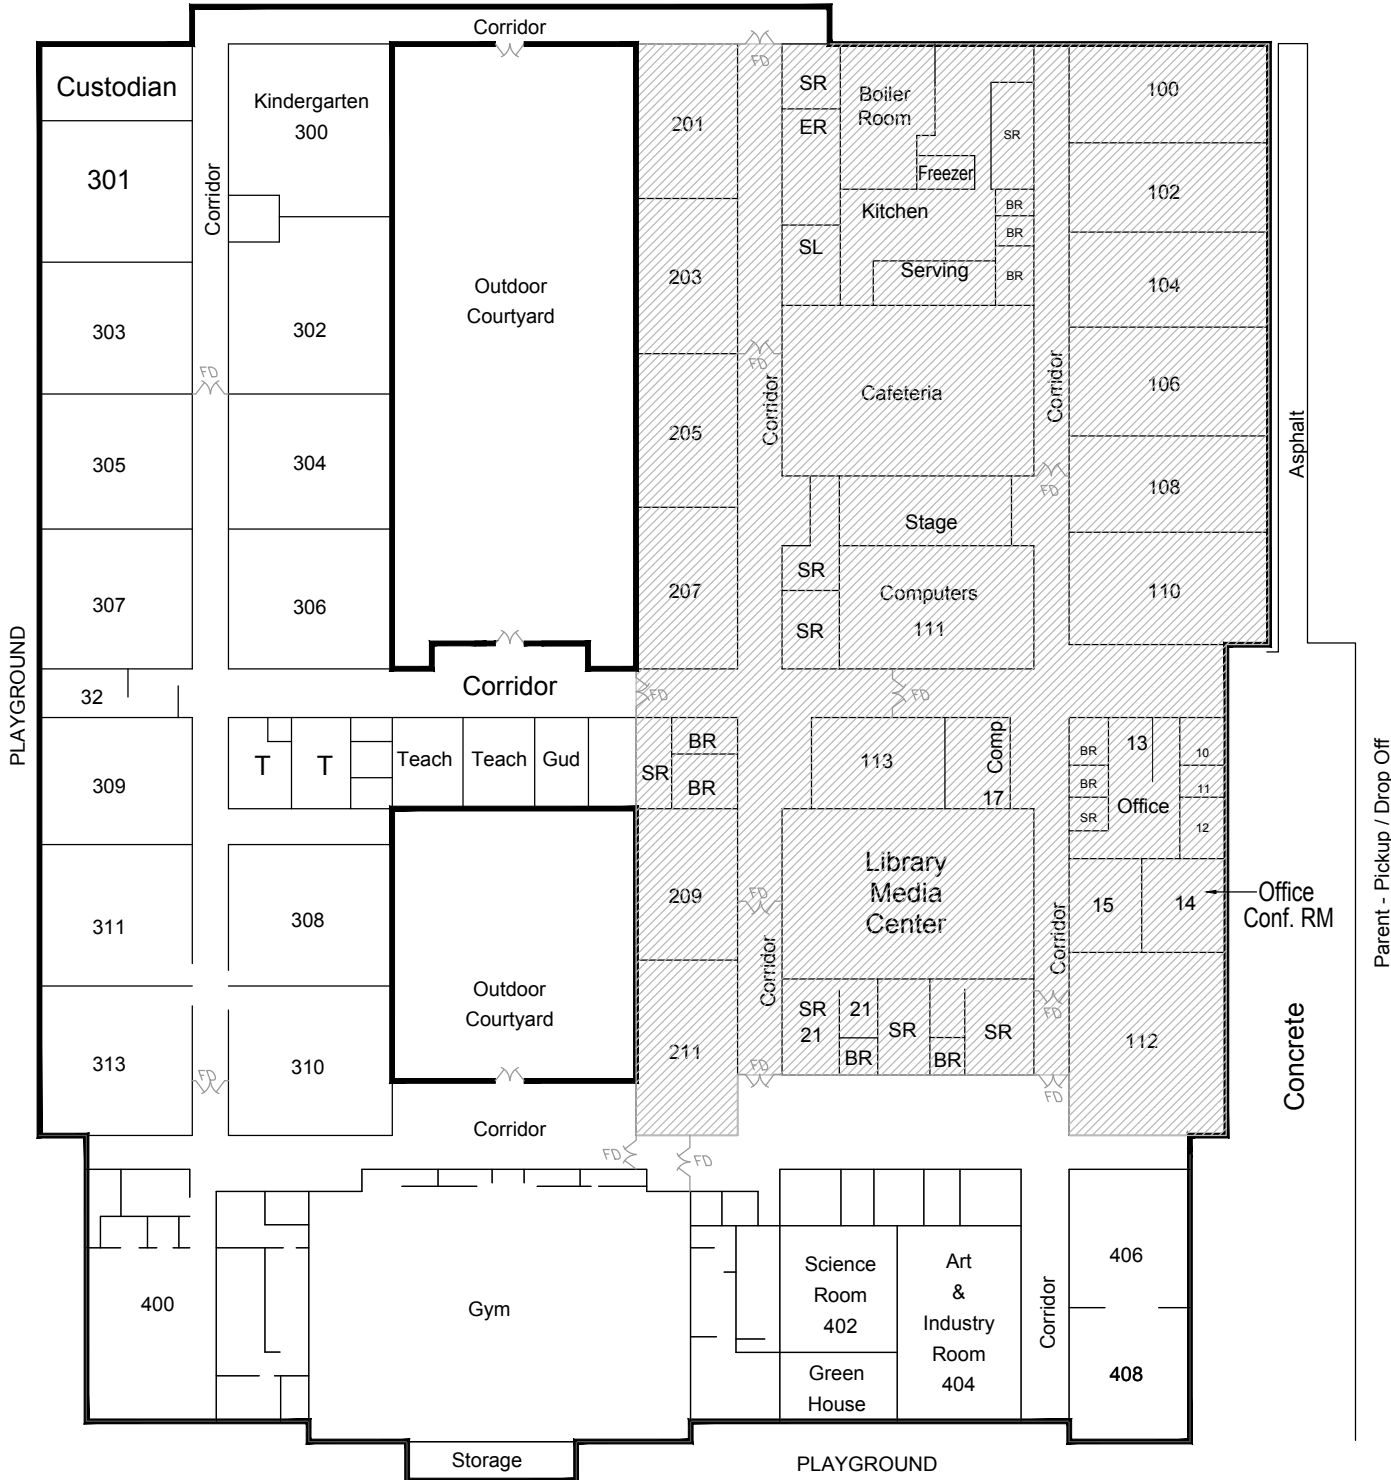 Corridor
FD
Custodian
Kindergarten
300
301
Corridor
201
SR
ER
Boiler
Room
SR
Freezer
100
102
Kitchen
BR
BR
BR
SL
Serving
203
Outdoor
Courtyard
104
303
302
FD
FD
Corridor
Cafeteria
Corridor
106
205
Asphalt
305
304
FD
108
Stage
307
306
207
SR
SR
Computers
111
110
PLAYGROUND
32
Corridor
FD
FD
T
T
Teach
Teach
Gud
SR
BR
BR
113
Comp
17
BR
BR
SR
13
Office
10
11
12
309
Parent - Pickup / Drop Off
311
308
209
FD
Corridor
Library
Media
Center
Corridor
15
14
Office
Conf. RM
Outdoor
Courtyard
SR
21
21
BR
SR
BR
SR
FD
112
Concrete
313
FD
310
211
FD
FD
Corridor
FD
FD
400
Gym
Science
Room
402
Green
House
Art
&
Industry
Room
404
Corridor
406
408
Storage
PLAYGROUND